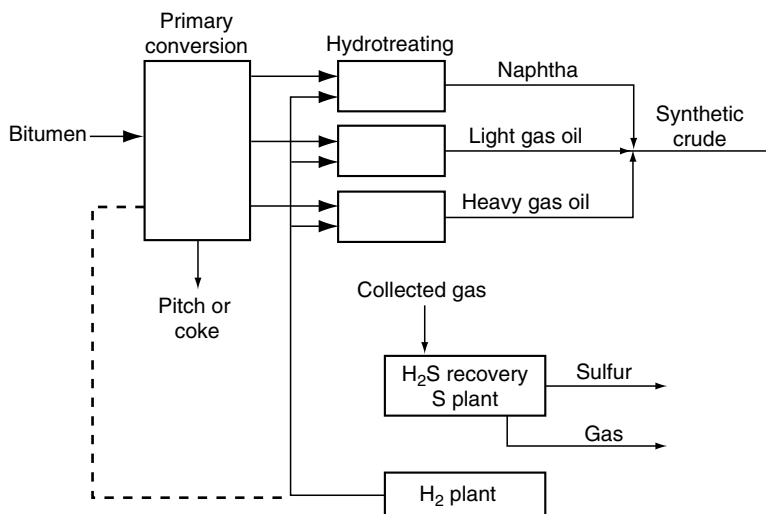 Primary
conversion
Hydrotreating
Naphtha
Bitumen
Light gas oil
Synthetic
crude
Heavy gas oil
Pitch or
coke
Collected gas
H₂S recovery
S plant
Sulfur
Gas
H₂ plant